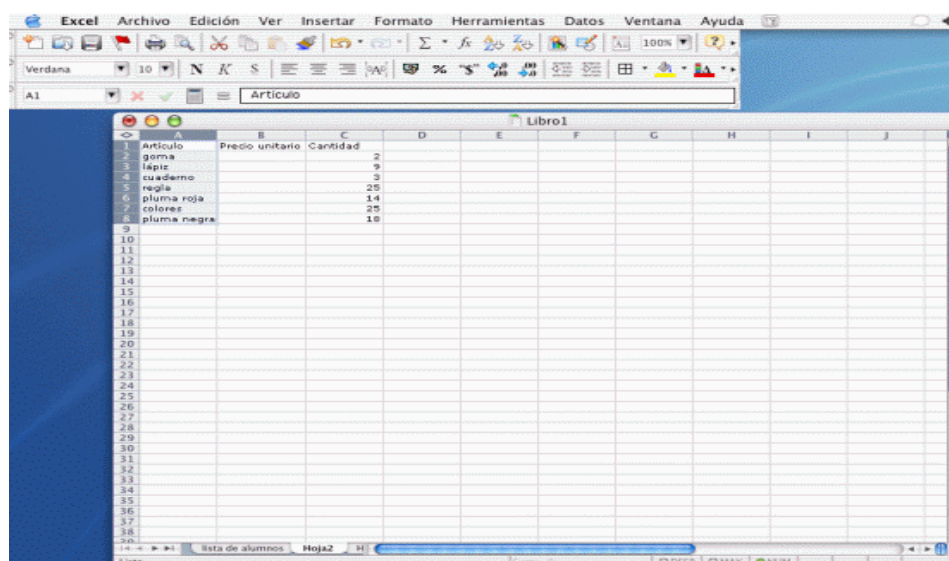 Excel Archivo Edición Ver Insertar Formato Herramientas Datos Ventana Ayuda
Σ fx 100% ?
Verdana 10 N K S %
A1 = Artículo
Libro1
A B C D E F G H I J
1 Artículo Precio unitario Cantidad
2 goma 2
3 lápiz 9
4 cuaderno 3
5 regla 25
6 pluma roja 14
7 colores 25
8 pluma negra 18
9
10
11
12
13
14
15
16
17
18
19
20
21
22
23
24
25
26
27
28
29
30
31
32
33
34
35
36
37
38
lista de alumnos Hoja2 H